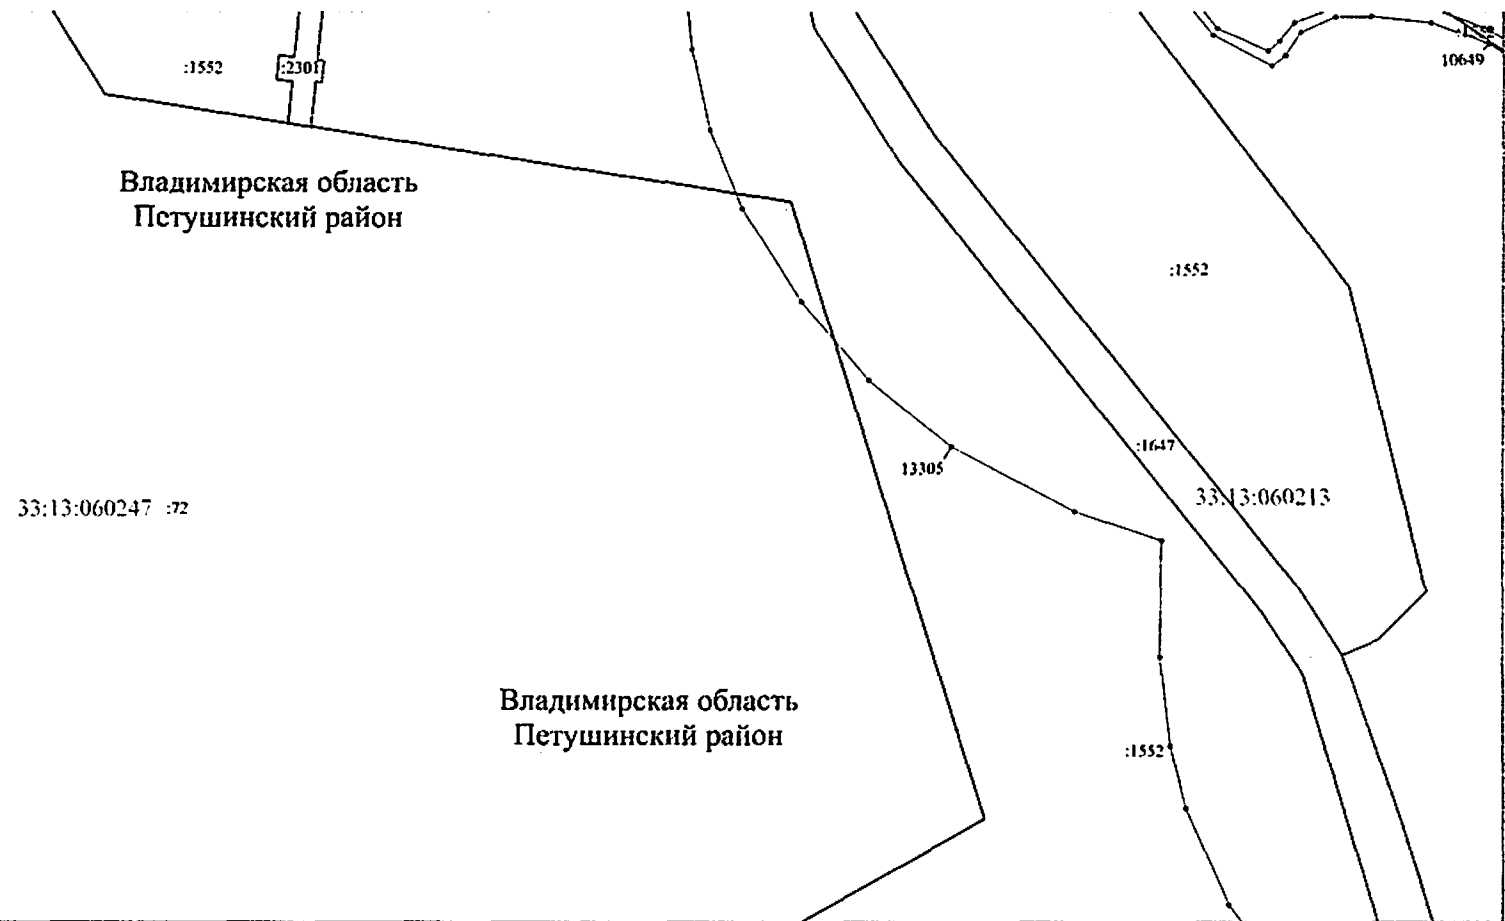 :1552
:2301
10649
Владимирская область
Петушинский район
:1552
:1647
13305
33:13:060213
33:13:060247 :72
Владимирская область
Петушинский район
:1552